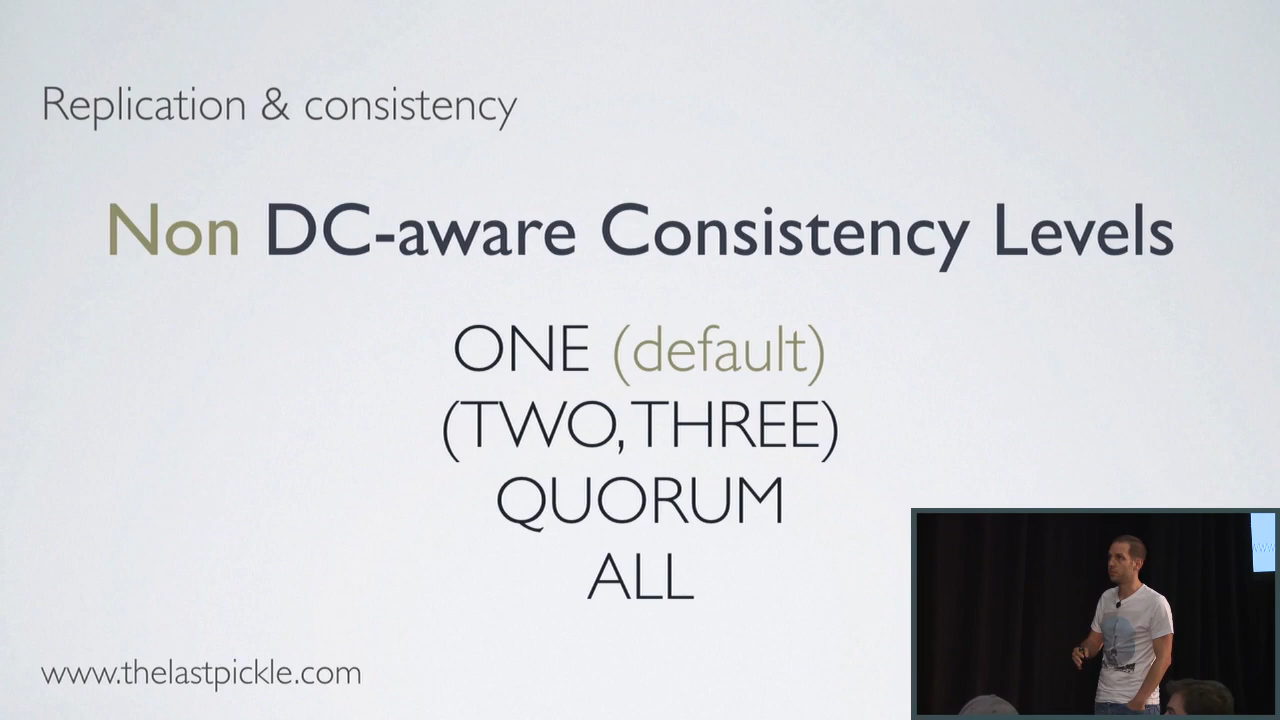 Replication & consistency
Non DC-aware Consistency Levels
ONE (default)
(TWO, THREE)
QUORUM
ALL
www.thelastpickle.com